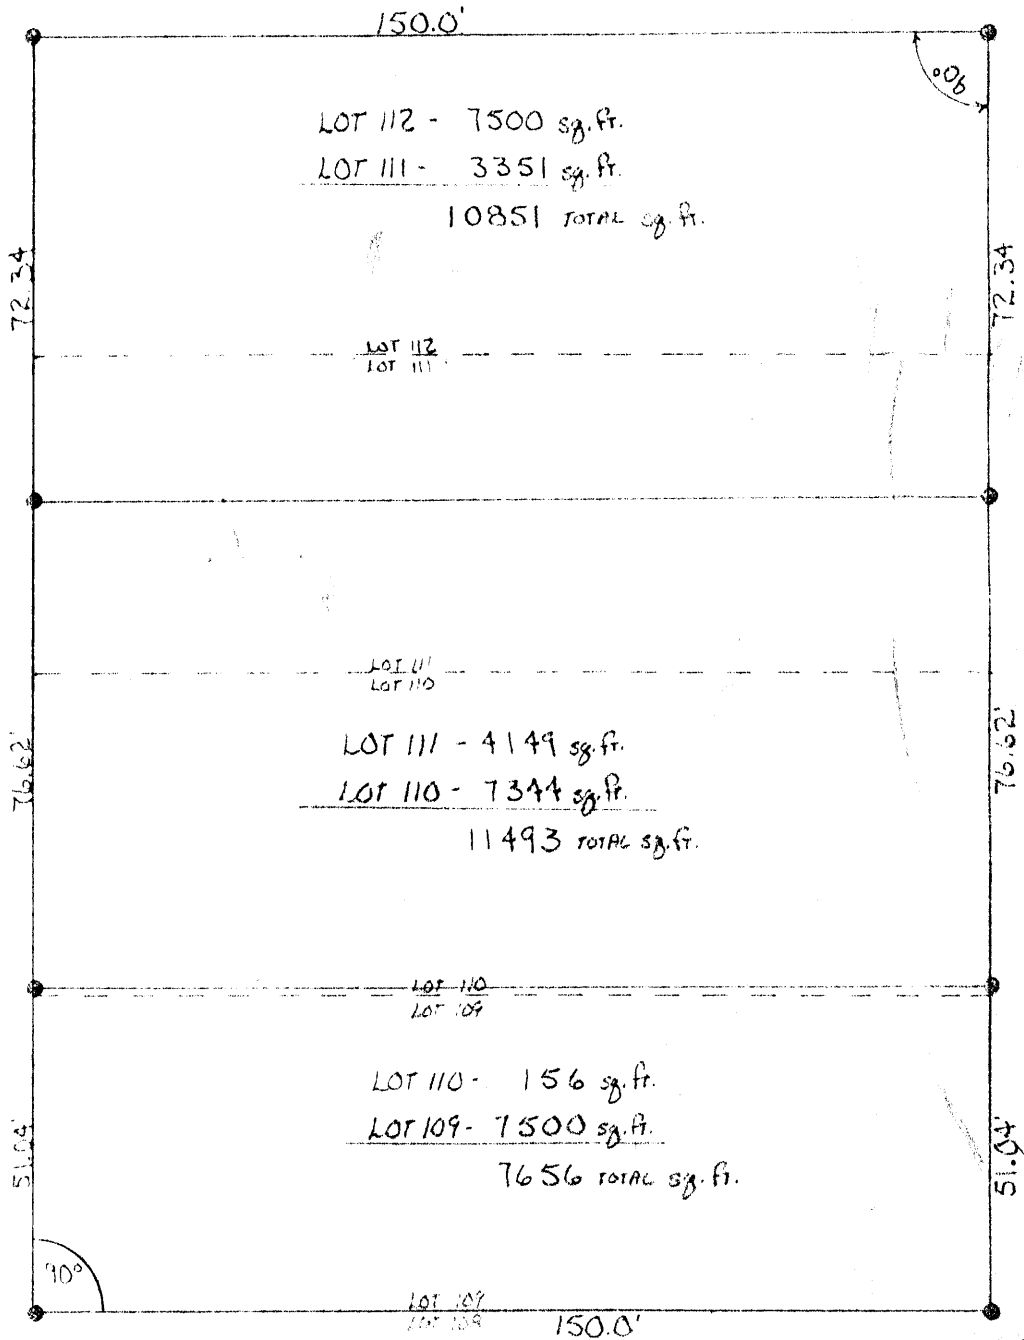 150.0'
90°
LOT 112 - 7500 sq.ft.
LOT 111 - 3351 sq.ft.
10851 TOTAL sq.ft.
72.34
72.34
LOT 112
LOT 111
LOT 111
LOT 110
76.62'
76.62'
LOT 111 - 4149 sq.ft.
LOT 110 - 7344 sq.ft.
11493 TOTAL sq.ft.
LOT 110
LOT 109
LOT 110 - 156 sq.ft.
LOT 109 - 7500 sq.ft.
7656 TOTAL sq.ft.
51.04'
51.04'
90°
LOT 109
LOT 108
150.0'